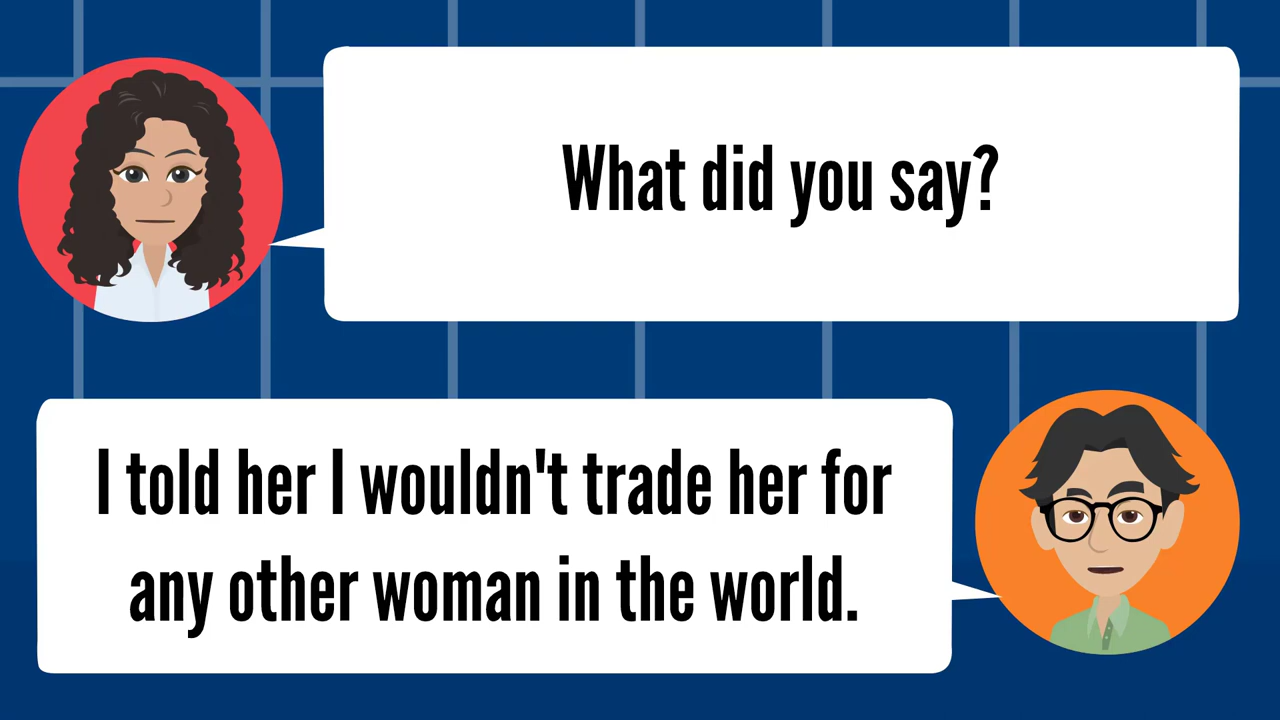 What did you say?
I told her I wouldn't trade her for
any other woman in the world.